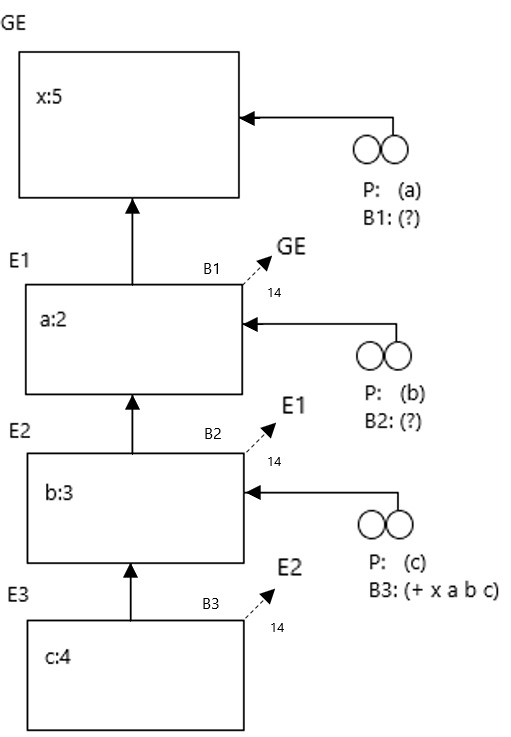 GE
x:5
P: (a)
B1: (?)
E1
B1
GE
14
a:2
P: (b)
B2: (?)
E2
B2
E1
14
b:3
P: (c)
B3: (+ x a b c)
E3
B3
E2
14
c:4